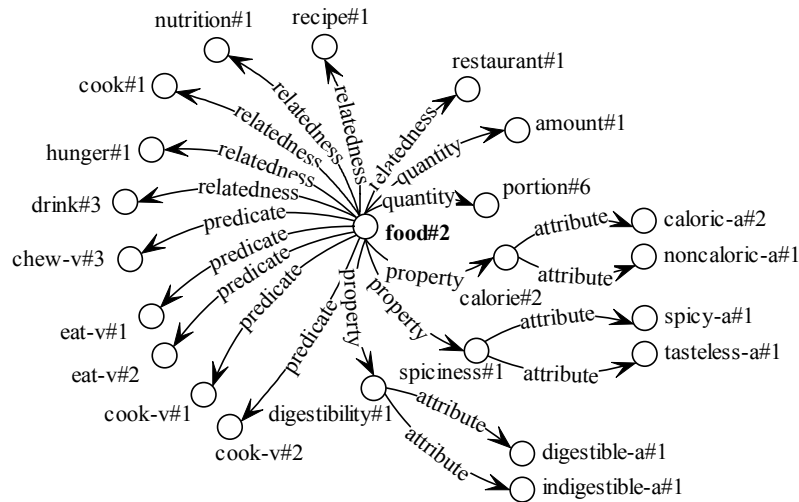 recipe#1
nutrition#1
restaurant#1
cook#1
amount#1
hunger#1
portion#6
drink#3
food#2
caloric-a#2
noncaloric-a#1
calorie#2
chew-v#3
eat-v#1
spicy-a#1
tasteless-a#1
spiciness#1
eat-v#2
cook-v#1
digestibility#1
cook-v#2
digestible-a#1
indigestible-a#1
relatedness
relatedness
relatedness
relatedness
relatedness
relatedness
quantity
quantity
predicate
predicate
predicate
predicate
predicate
property
property
property
attribute
attribute
attribute
attribute
attribute
attribute